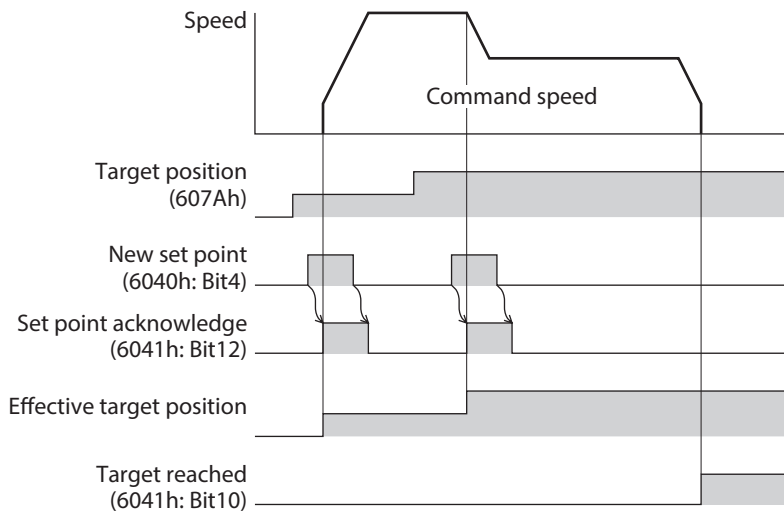 Speed
Command speed
Target position
(607Ah)
New set point
(6040h: Bit4)
Set point acknowledge
(6041h: Bit12)
Effective target position
Target reached
(6041h: Bit10)